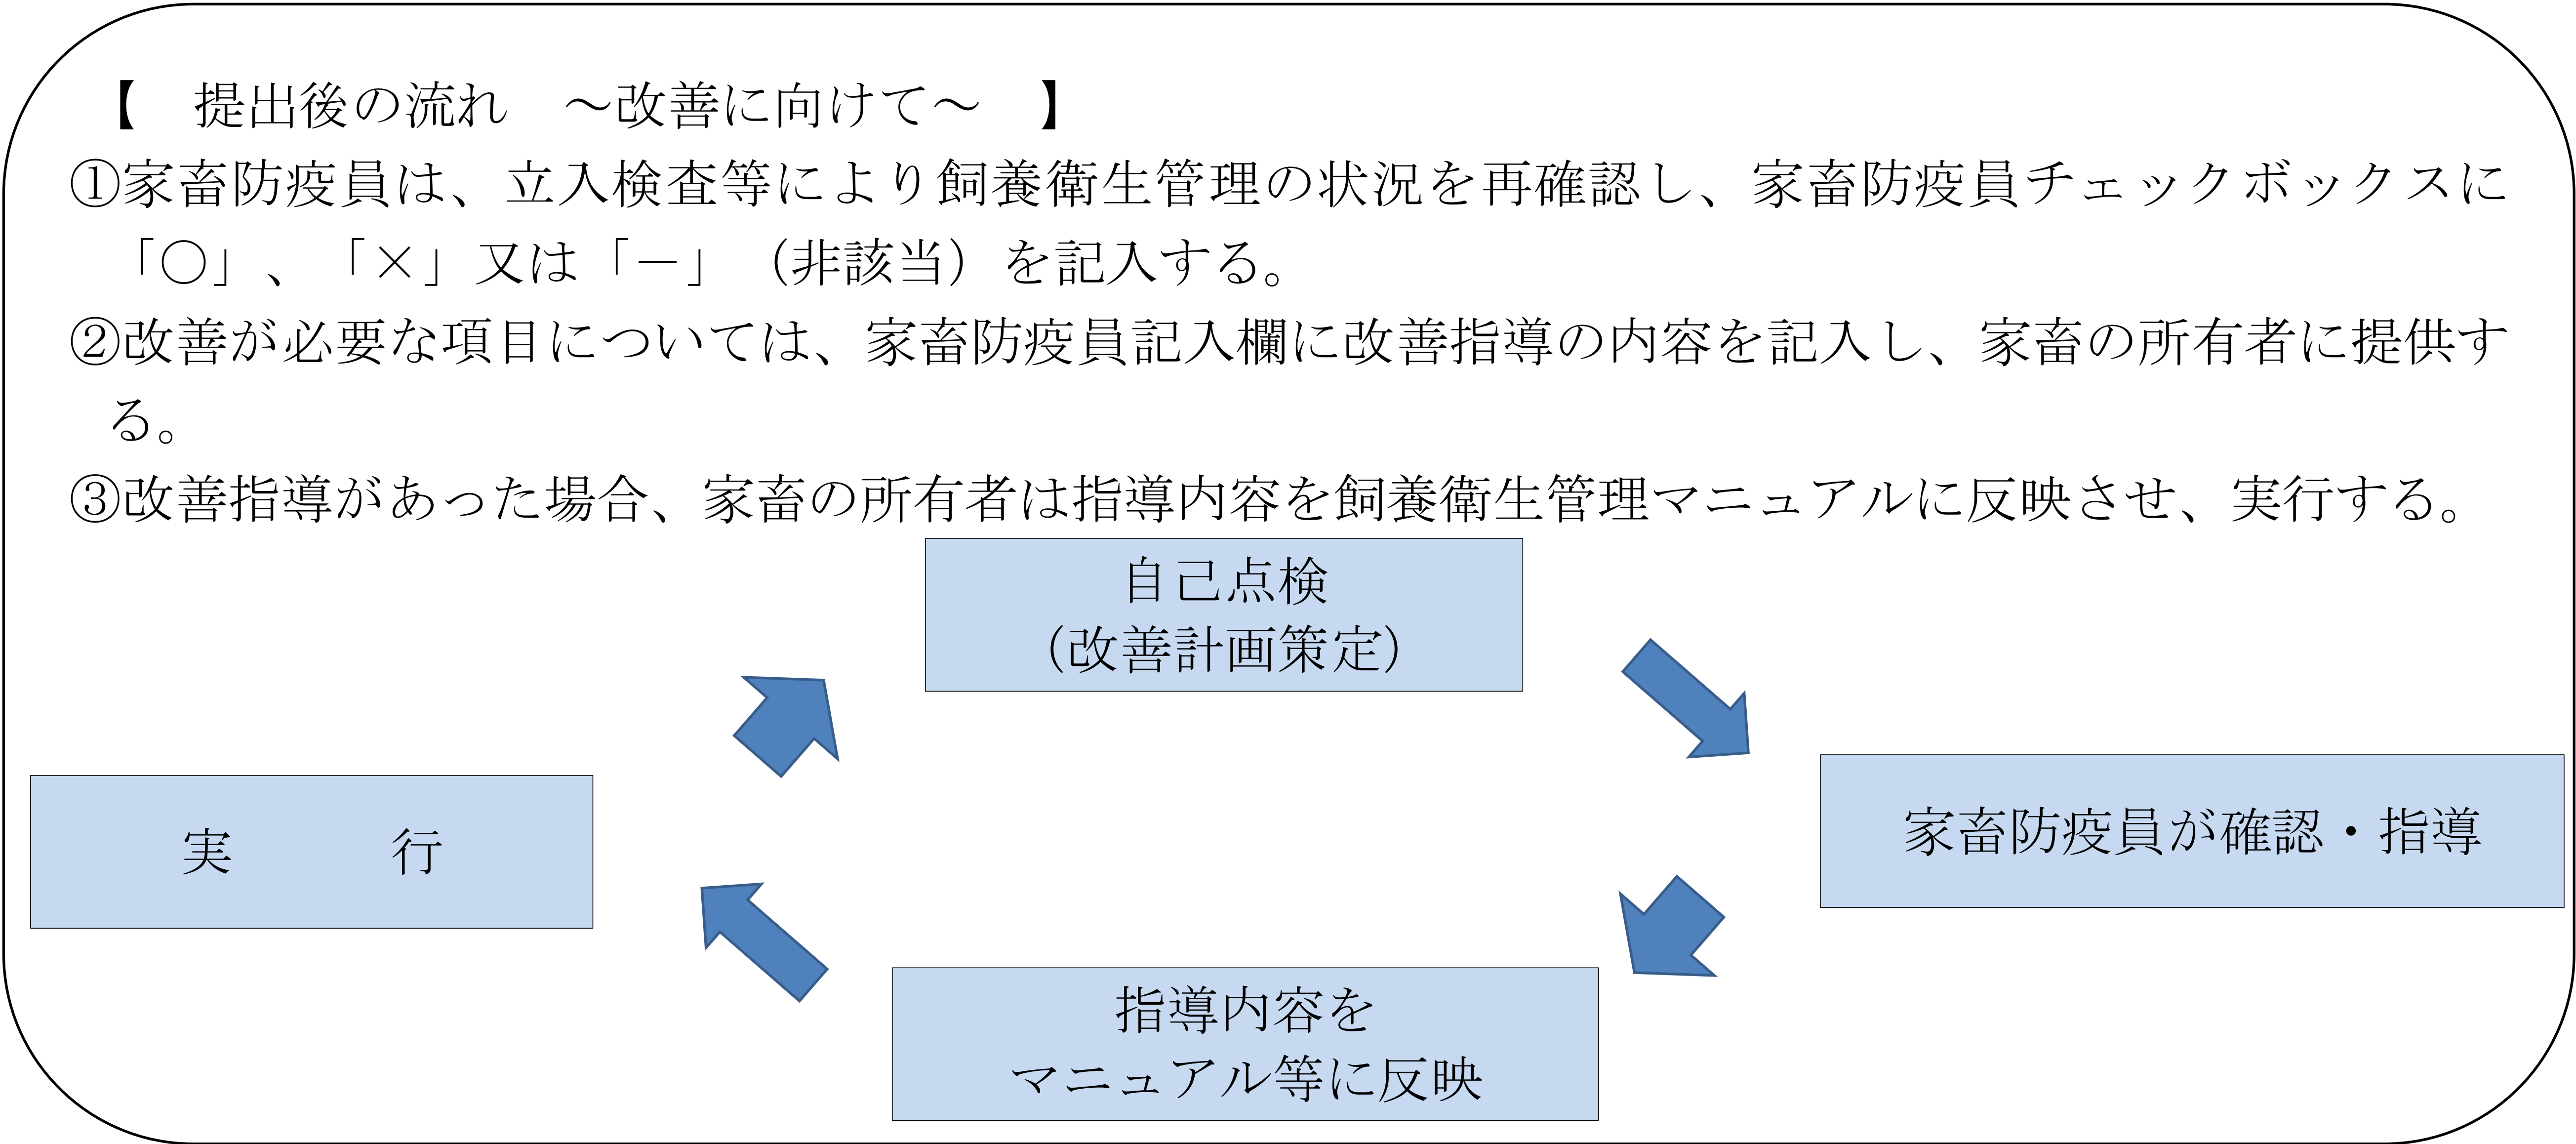 【　提出後の流れ　～改善に向けて～　】
①家畜防疫員は、立入検査等により飼養衛生管理の状況を再確認し、家畜防疫員チェックボックスに
「○」、「×」又は「－」（非該当）を記入する。
②改善が必要な項目については、家畜防疫員記入欄に改善指導の内容を記入し、家畜の所有者に提供す
る。
③改善指導があった場合、家畜の所有者は指導内容を飼養衛生管理マニュアルに反映させ、実行する。
自己点検
（改善計画策定）
家畜防疫員が確認・指導
実　　　行
指導内容を
マニュアル等に反映